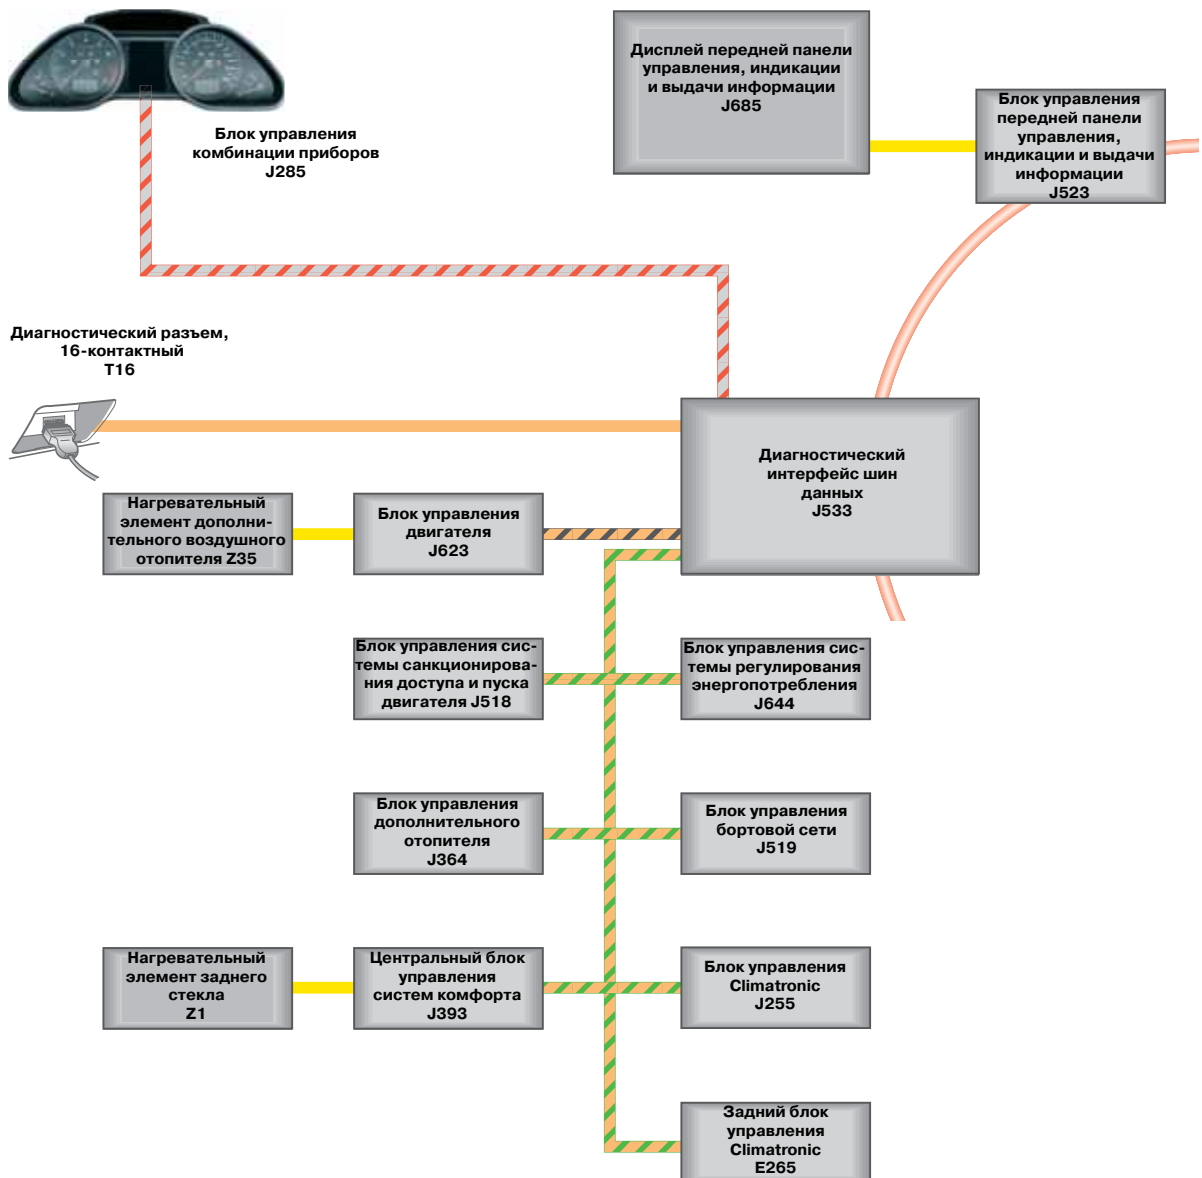 Дисплей передней панели
управления, индикации
и выдачи информации
J685
Блок управления
передней панели
управления,
индикации и выдачи
информации
J523
Блок управления
комбинации приборов
J285
Диагностический разъем,
16-контактный
T16
Диагностический
интерфейс шин
данных
J533
Нагревательный
элемент дополни-
тельного воздушного
отопителя Z35
Блок управления
двигателя
J623
Блок управления сис-
темы санкционирова-
ния доступа и пуска
двигателя J518
Блок управления сис-
темы регулирования
энергопотребления
J644
Блок управления
дополнительного
отопителя
J364
Блок управления
бортовой сети
J519
Нагревательный
элемент заднего
стекла
Z1
Центральный блок
управления
систем комфорта
J393
Блок управления
Climatronic
J255
Задний блок
управления
Climatronic
E265